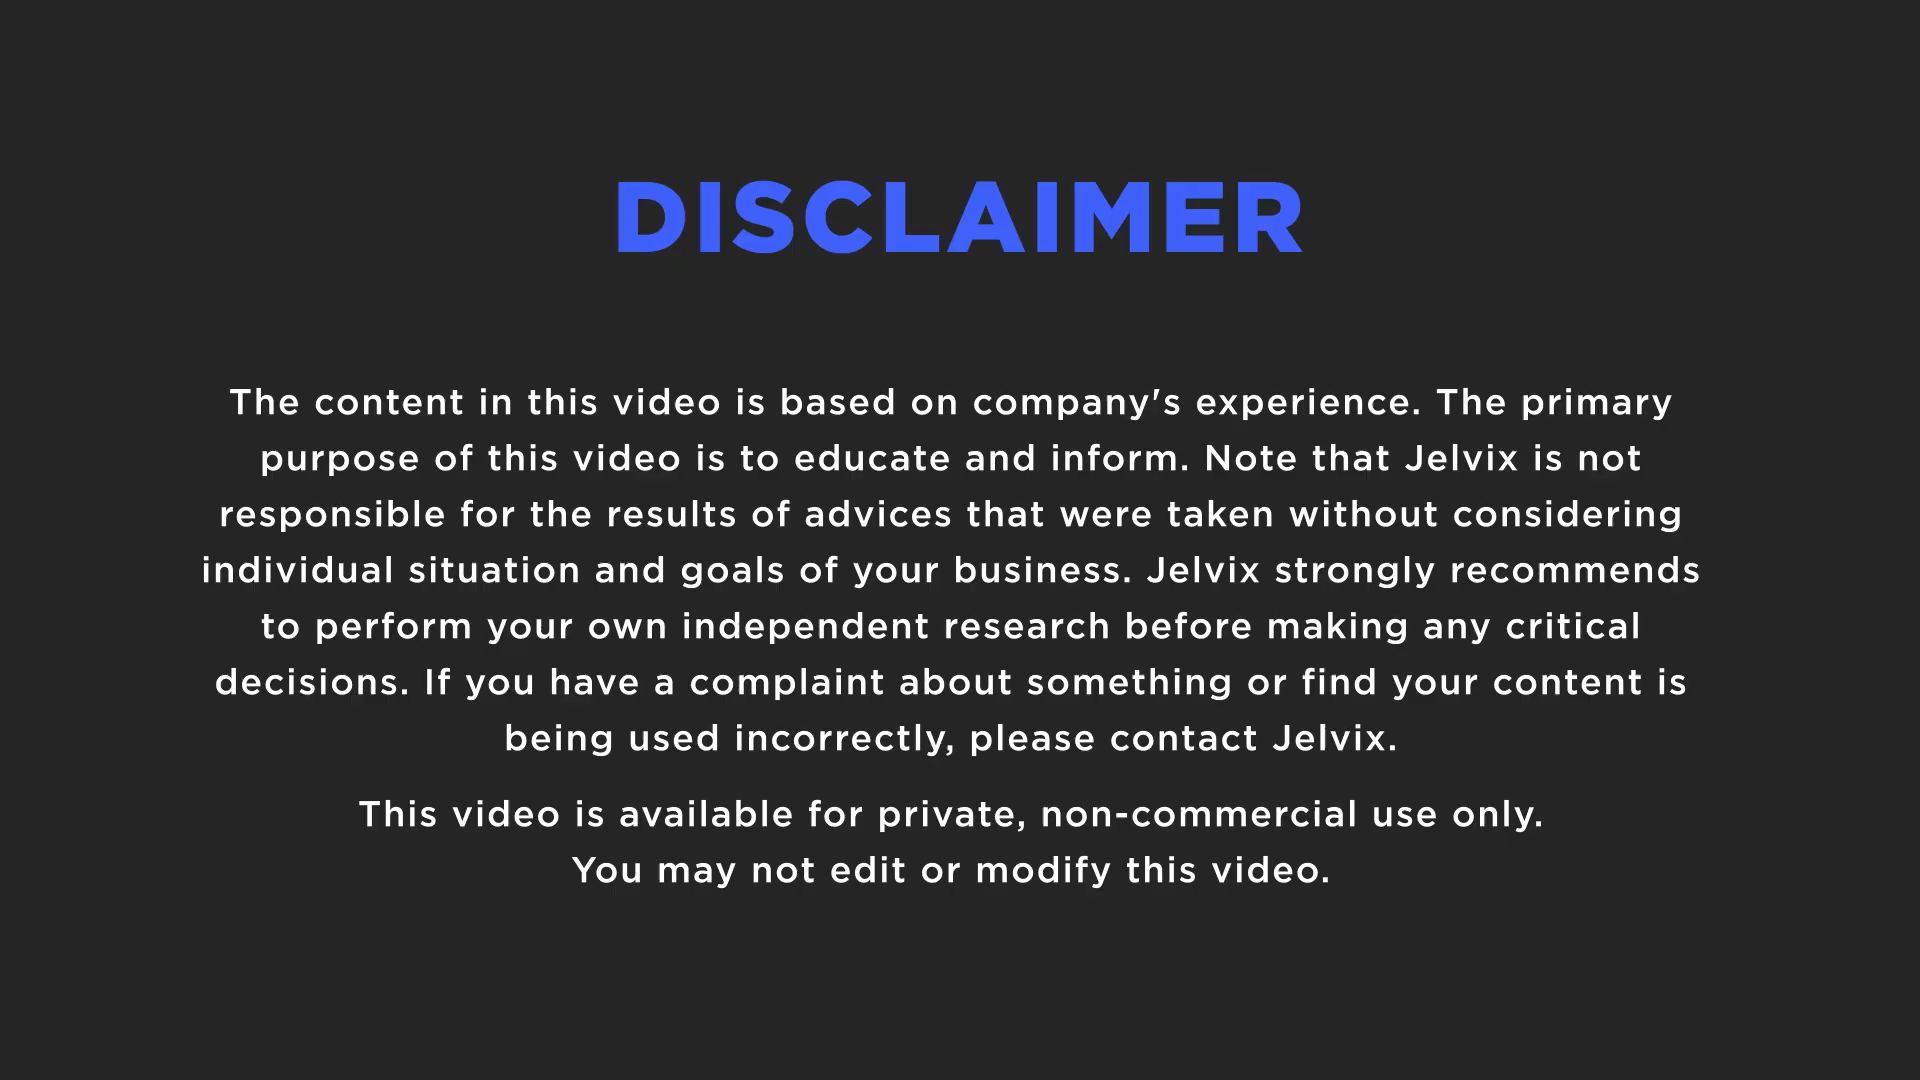 DISCLAIMER
The content in this video is based on company's experience. The primary
purpose of this video is to educate and inform. Note that Jelvix is not
responsible for the results of advices that were taken without considering
individual situation and goals of your business. Jelvix strongly recommends
to perform your own independent research before making any critical
decisions. If you have a complaint about something or find your content is
being used incorrectly, please contact Jelvix.
This video is available for private, non-commercial use only.
You may not edit or modify this video.